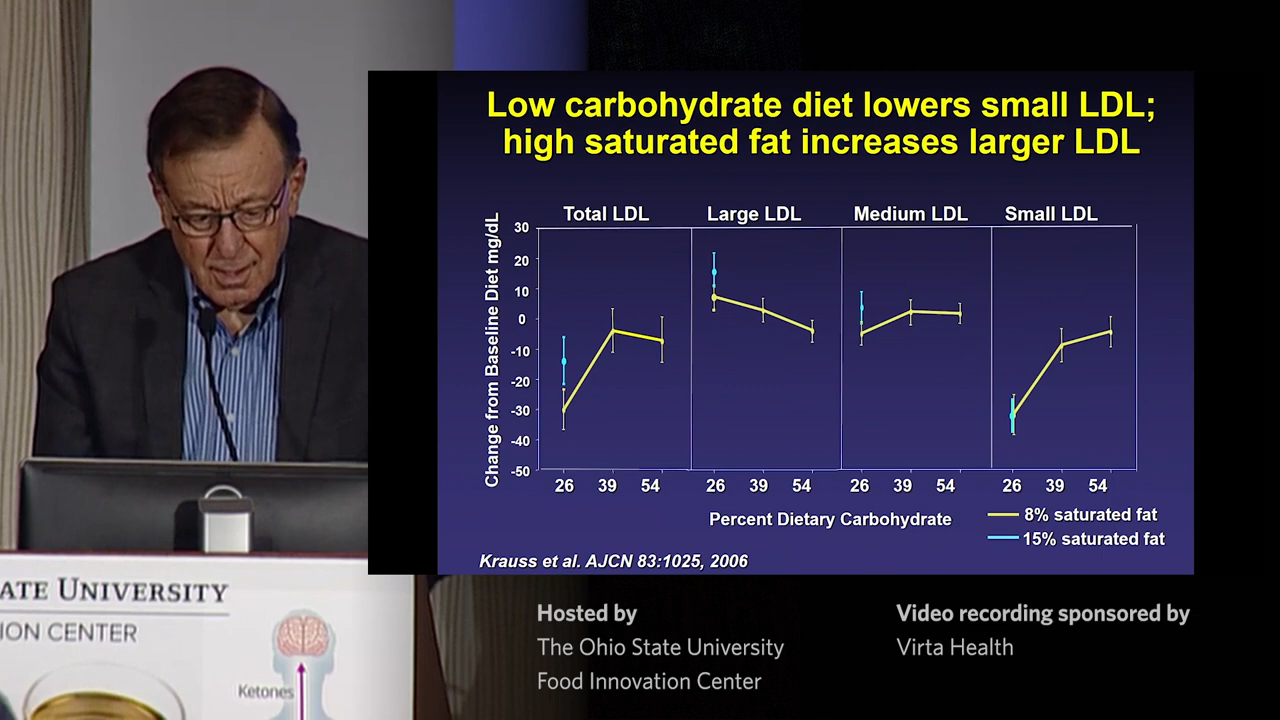 Low carbohydrate diet lowers small LDL;
high saturated fat increases larger LDL
Total LDL
Large LDL
Medium LDL
Small LDL
Change from Baseline Diet mg/dL
30
20
10
0
-10
-20
-30
-40
-50
26 39 54
26 39 54
26 39 54
26 39 54
Percent Dietary Carbohydrate
8% saturated fat
15% saturated fat
Krauss et al. AJCN 83:1025, 2006
ATE UNIVERSITY
ION CENTER
Ketones
Hosted by
The Ohio State University
Food Innovation Center
Video recording sponsored by
Virta Health